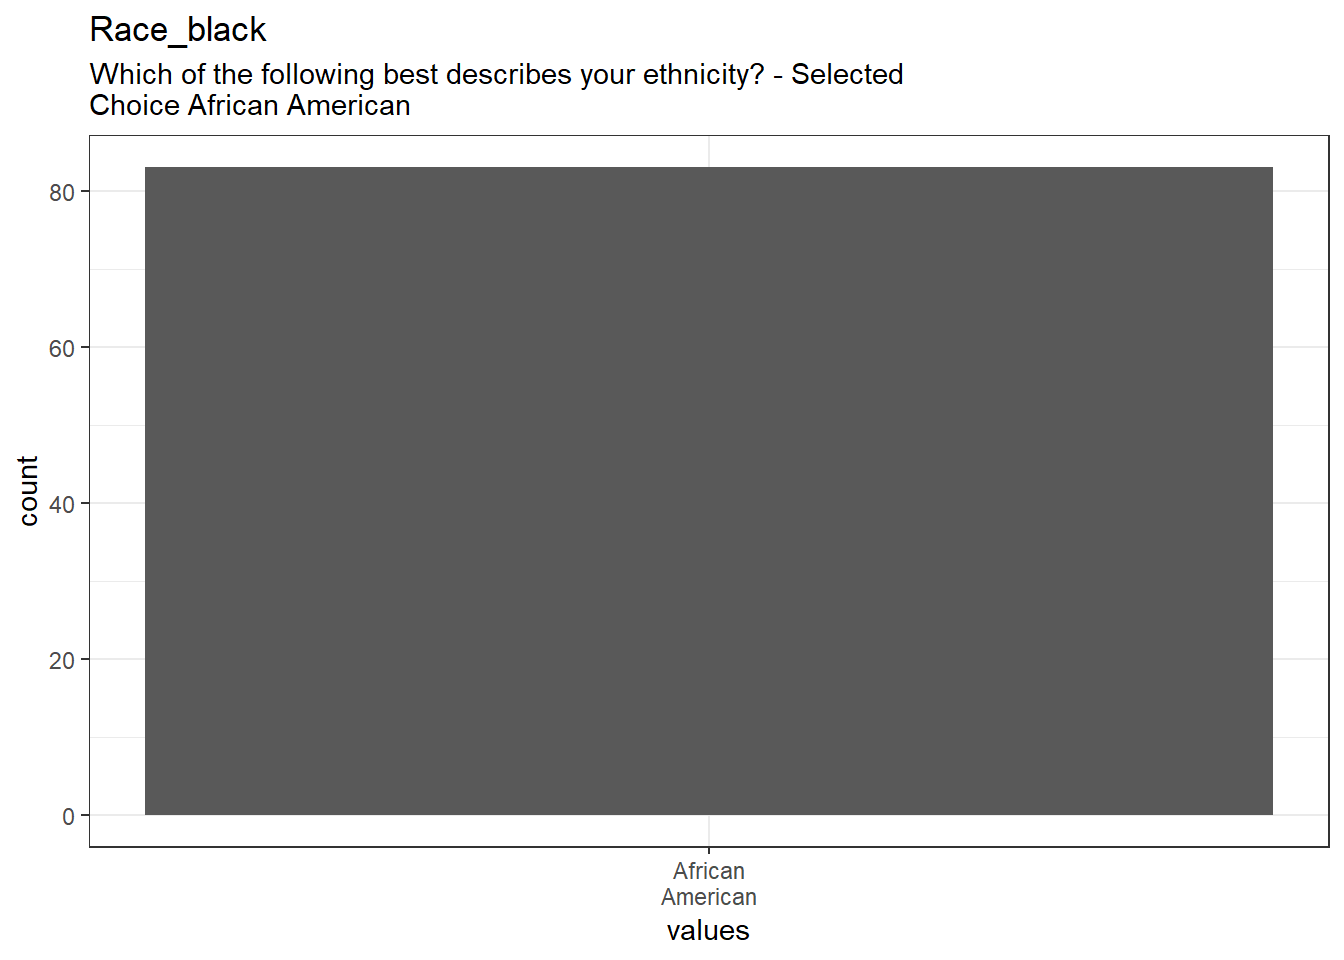 Race_black
Which of the following best describes your ethnicity? - Selected
Choice African American
80
60
40
20
0
count
African
American
values